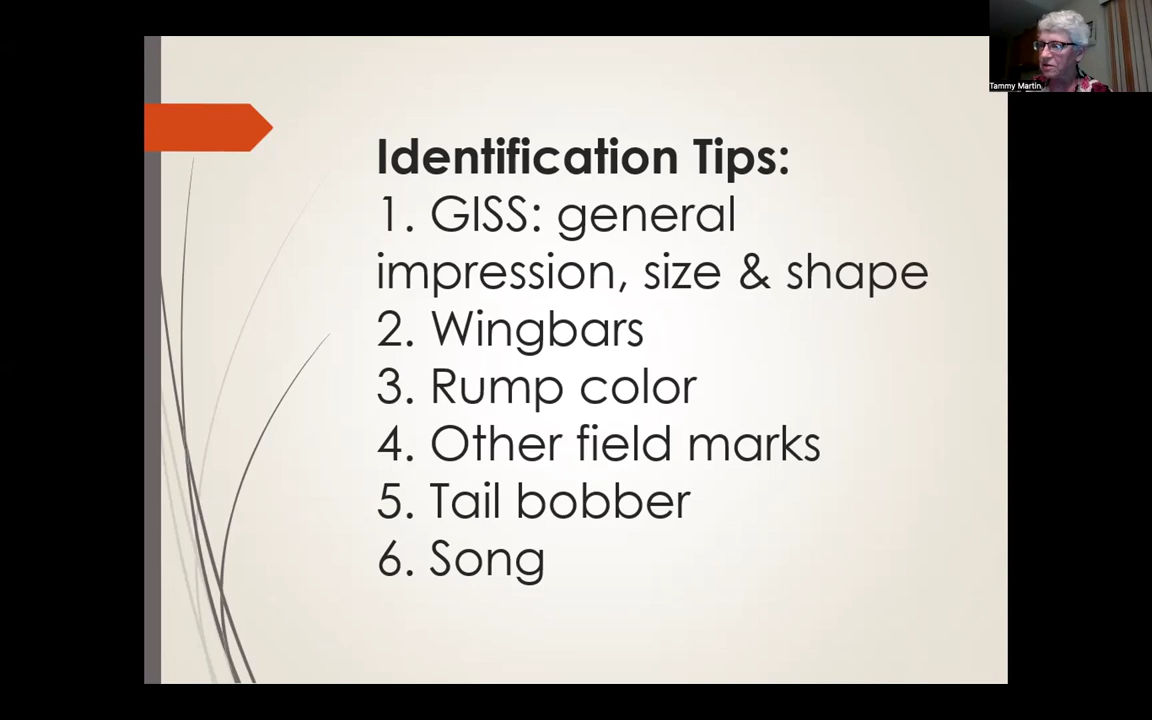 Tammy Martin
Identification Tips:
1. GISS: general
impression, size & shape
2. Wingbars
3. Rump color
4. Other field marks
5. Tail bobber
6. Song